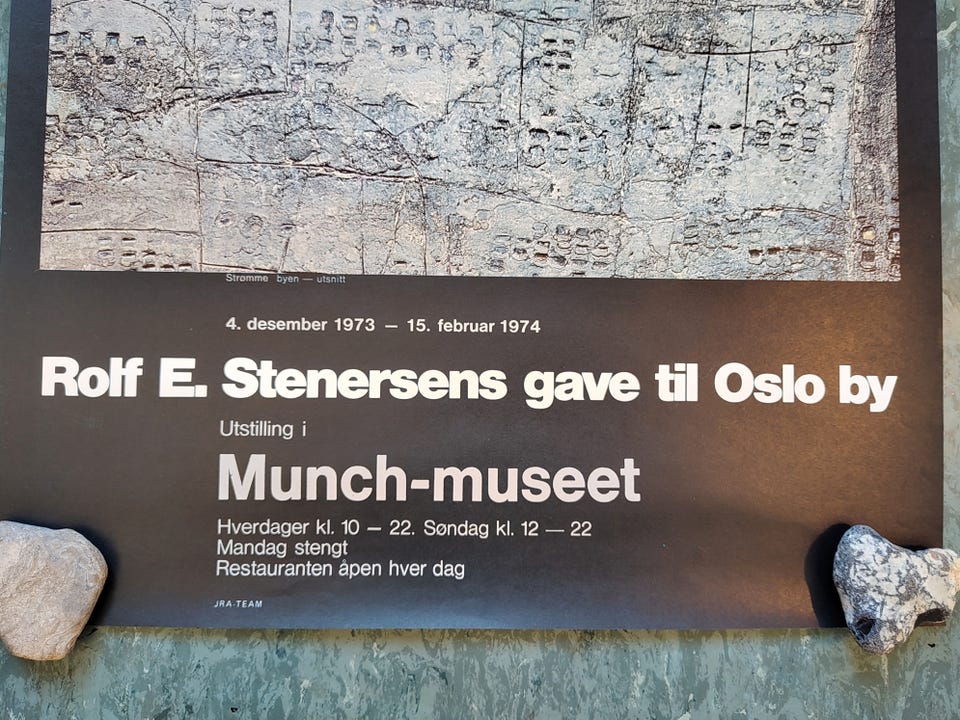 Strømme byen — utsnitt
4. desember 1973 — 15. februar 1974
Rolf E. Stenersens gave til Oslo by
Utstilling i
Munch-museet
Hverdager kl. 10 — 22. Søndag kl. 12 — 22
Mandag stengt
Restauranten åpen hver dag
JRA-TEAM